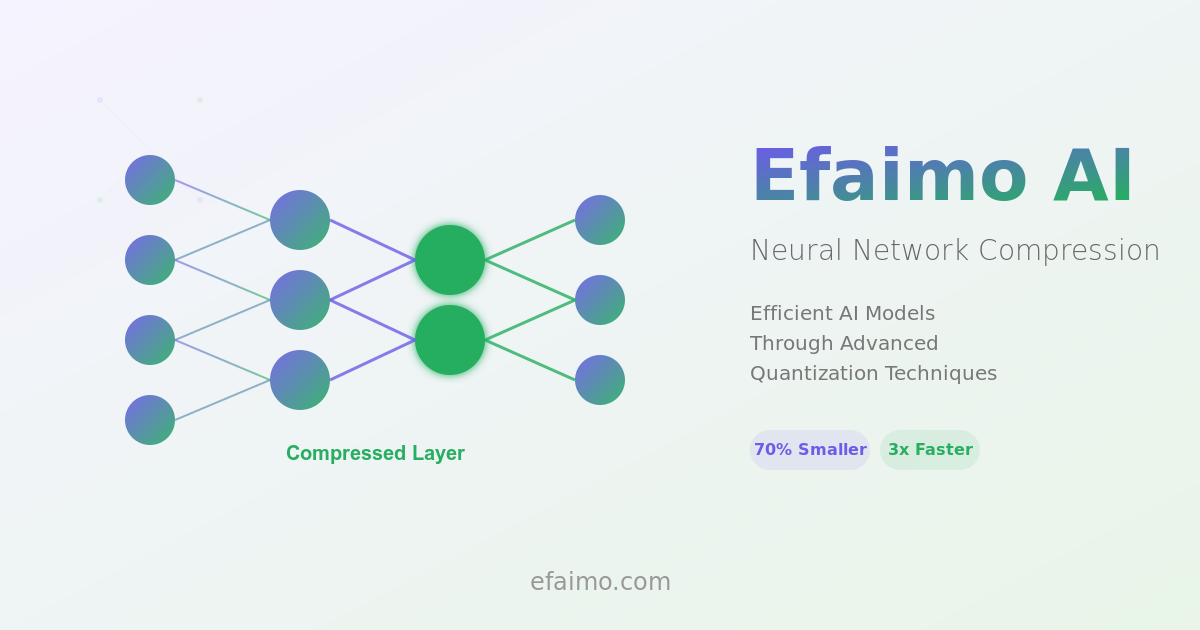 Efaimo AI
Neural Network Compression
Efficient AI Models
Through Advanced
Quantization Techniques
70% Smaller
3x Faster
Compressed Layer
efaimo.com